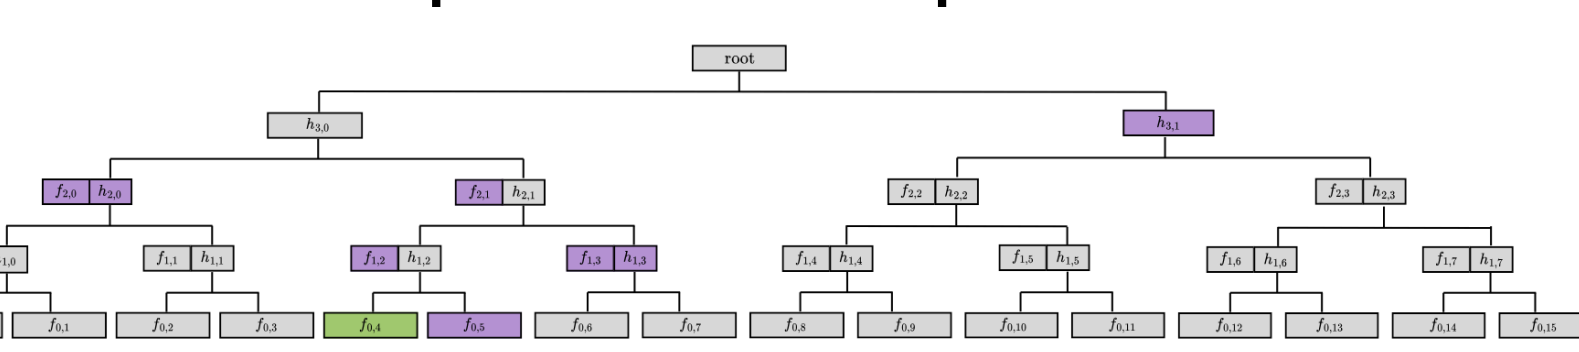 root
h3,0 h3,1
f2,0 h2,0 f2,1 h2,1 f2,2 h2,2 f2,3 h2,3
1,0 f1,1 h1,1 f1,2 h1,2 f1,3 h1,3 f1,4 h1,4 f1,5 h1,5 f1,6 h1,6 f1,7 h1,7
f0,1 f0,2 f0,3 f0,4 f0,5 f0,6 f0,7 f0,8 f0,9 f0,10 f0,11 f0,12 f0,13 f0,14 f0,15